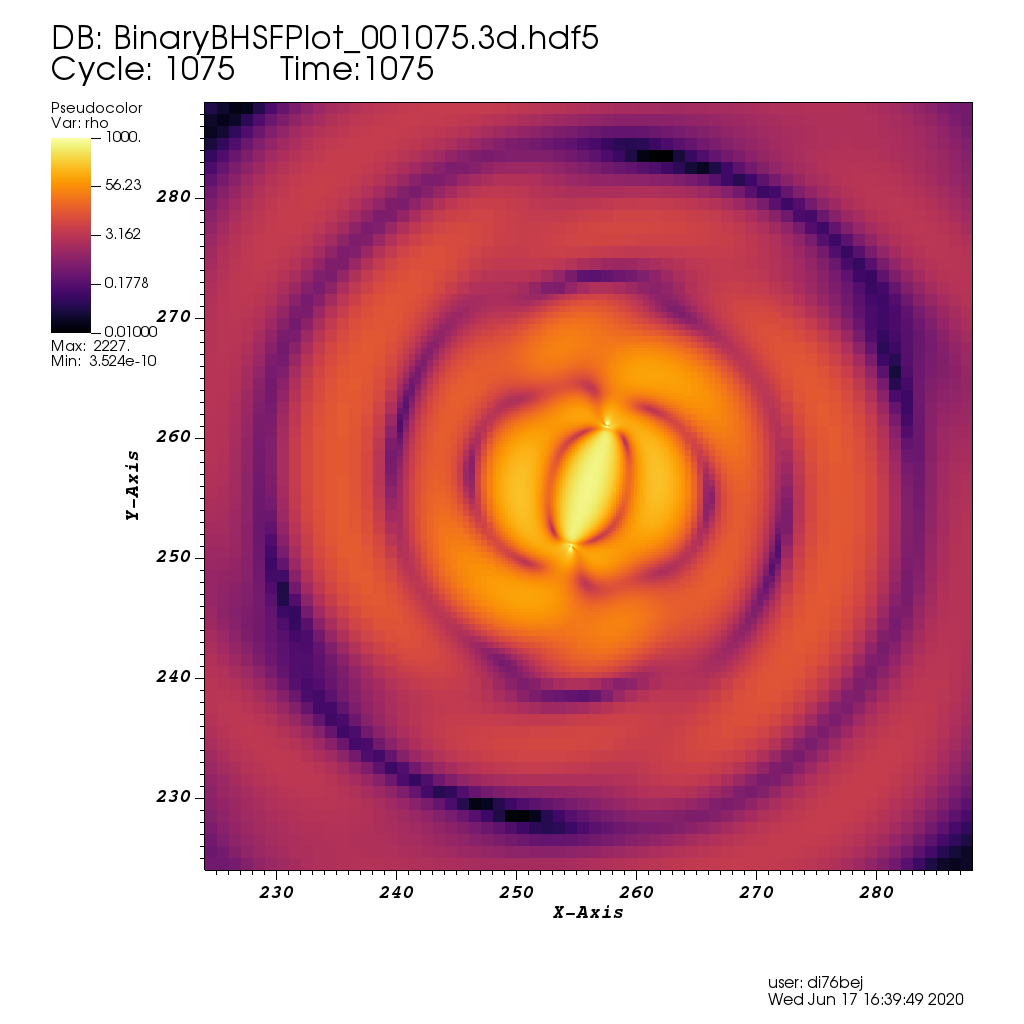 DB: BinaryBHSFPlot_001075.3d.hdf5
Cycle: 1075 Time:1075
Pseudocolor
Var: rho
1000.
56.23
3.162
0.1778
0.01000
Max: 2227.
Min: 3.524e-10
280
270
260
250
240
230
Y-Axis
230 240 250 260 270 280
X-Axis
user: di76bej
Wed Jun 17 16:39:49 2020